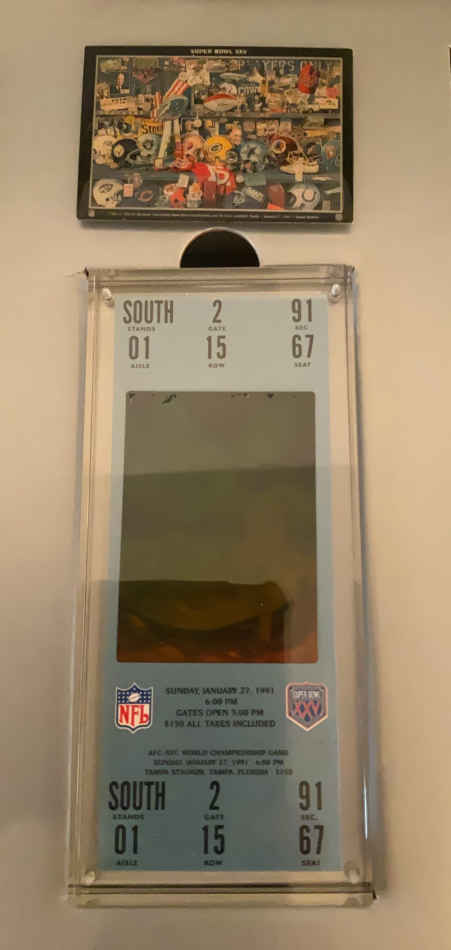 SUPER BOWL XXV
PLAYERS ONLY
Steelers
SOUTH 2 91
STANDS GATE SEC.
01 15 67
AISLE ROW SEAT
SUNDAY, JANUARY 27, 1991
6:00 PM
GATES OPEN 3:00 PM
$150 ALL TAXES INCLUDED
NFL
SUPER BOWL
XXV
AFC-NFC WORLD CHAMPIONSHIP GAME
SUNDAY, JANUARY 27, 1991 6:00 PM
TAMPA STADIUM, TAMPA, FLORIDA $150
SOUTH 2 91
STANDS GATE SEC.
01 15 67
AISLE ROW SEAT